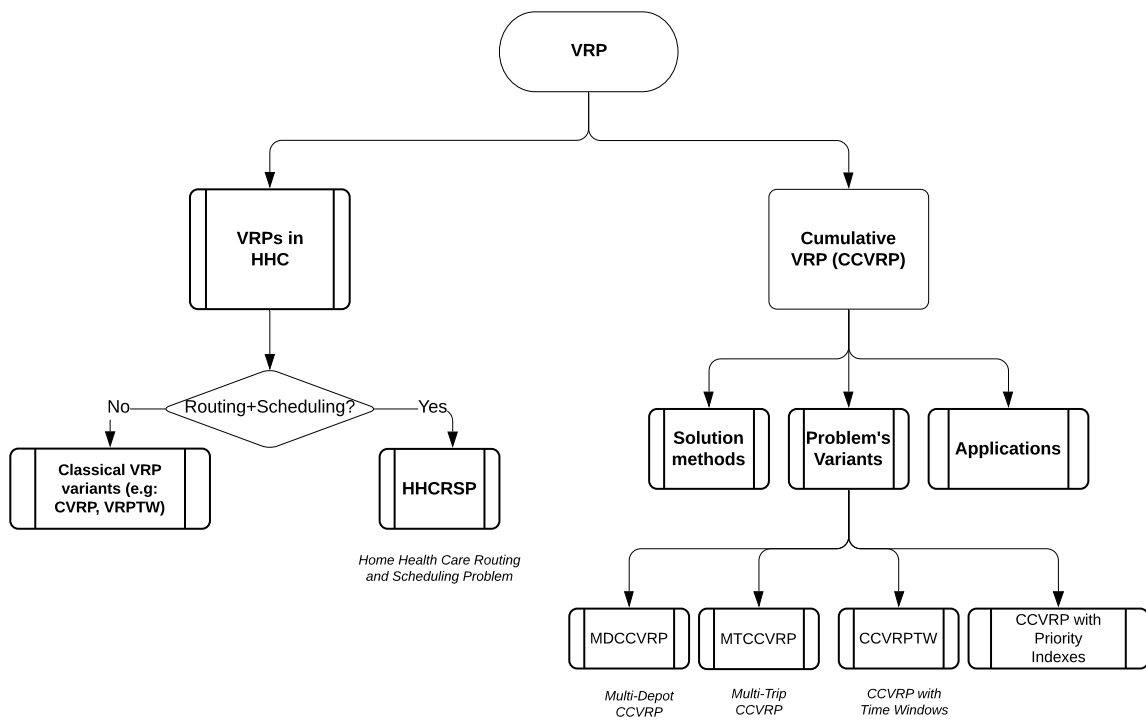 VRP
VRPs in
HHC
Cumulative
VRP (CCVRP)
Routing+Scheduling?
No
Yes
Classical VRP
variants (e.g:
CVRP, VRPTW)
HHCRSP
Home Health Care Routing
and Scheduling Problem
Solution
methods
Problem's
Variants
Applications
MDCCVRP
MTCCVRP
CCVRPTW
CCVRP with
Priority
Indexes
Multi-Depot
CCVRP
Multi-Trip
CCVRP
CCVRP with
Time Windows